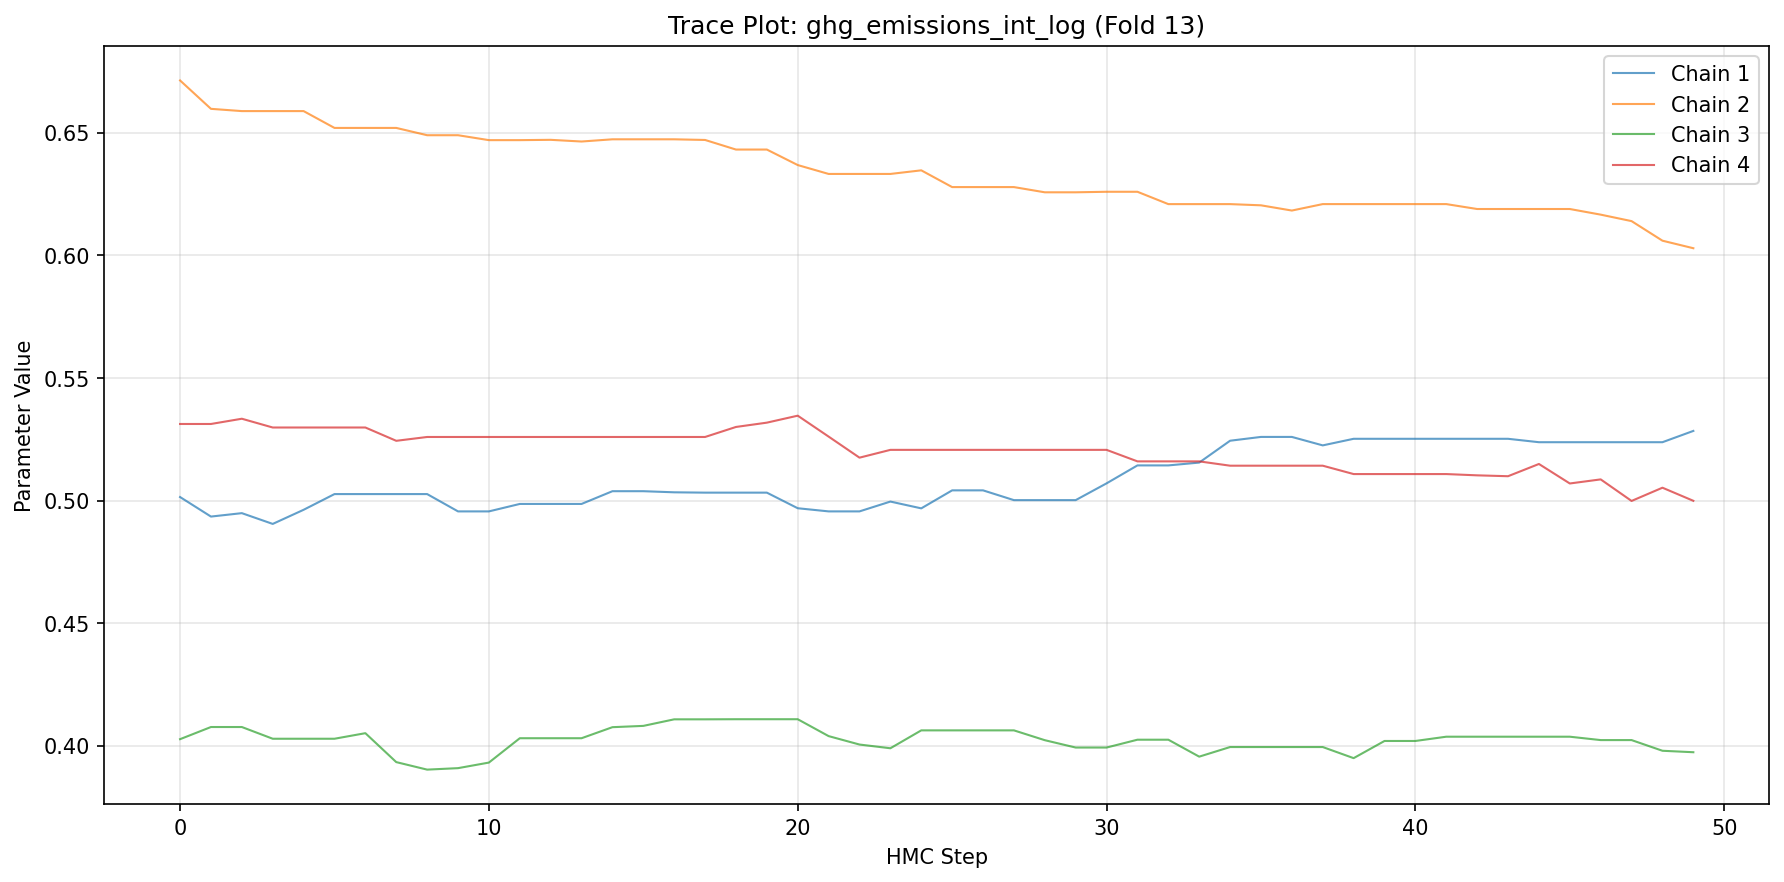 Trace Plot: ghg_emissions_int_log (Fold 13)
Chain 1
Chain 2
Chain 3
Chain 4
Parameter Value
0.65
0.60
0.55
0.50
0.45
0.40
0
10
20
30
40
50
HMC Step